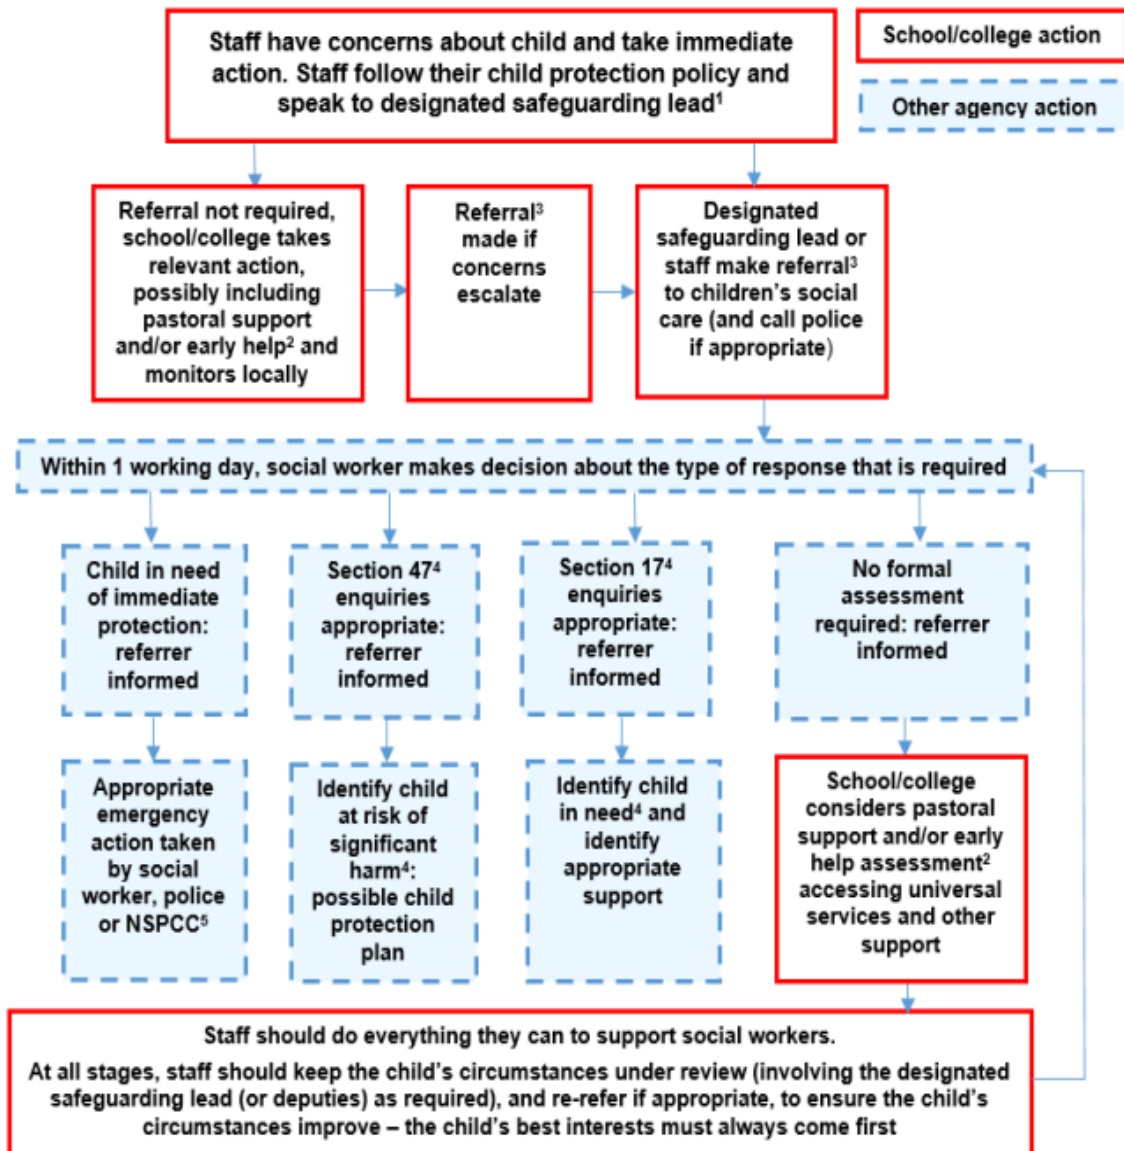 Staff have concerns about child and take immediate
action. Staff follow their child protection policy and
speak to designated safeguarding lead¹
School/college action
Other agency action
Referral not required,
school/college takes
relevant action,
possibly including
pastoral support
and/or early help² and
monitors locally
Referral³
made if
concerns
escalate
Designated
safeguarding lead or
staff make referral³
to children's social
care (and call police
if appropriate)
Within 1 working day, social worker makes decision about the type of response that is required
Child in need
of immediate
protection:
referrer
informed
Section 47⁴
enquiries
appropriate:
referrer
informed
Section 17⁴
enquiries
appropriate:
referrer
informed
No formal
assessment
required: referrer
informed
Appropriate
emergency
action taken
by social
worker, police
or NSPCC⁵
Identify child
at risk of
significant
harm⁴:
possible child
protection
plan
Identify child
in need⁴ and
identify
appropriate
support
School/college
considers pastoral
support and/or early
help assessment²
accessing universal
services and other
support
Staff should do everything they can to support social workers.
At all stages, staff should keep the child's circumstances under review (involving the designated
safeguarding lead (or deputies) as required), and re-refer if appropriate, to ensure the child's
circumstances improve – the child's best interests must always come first